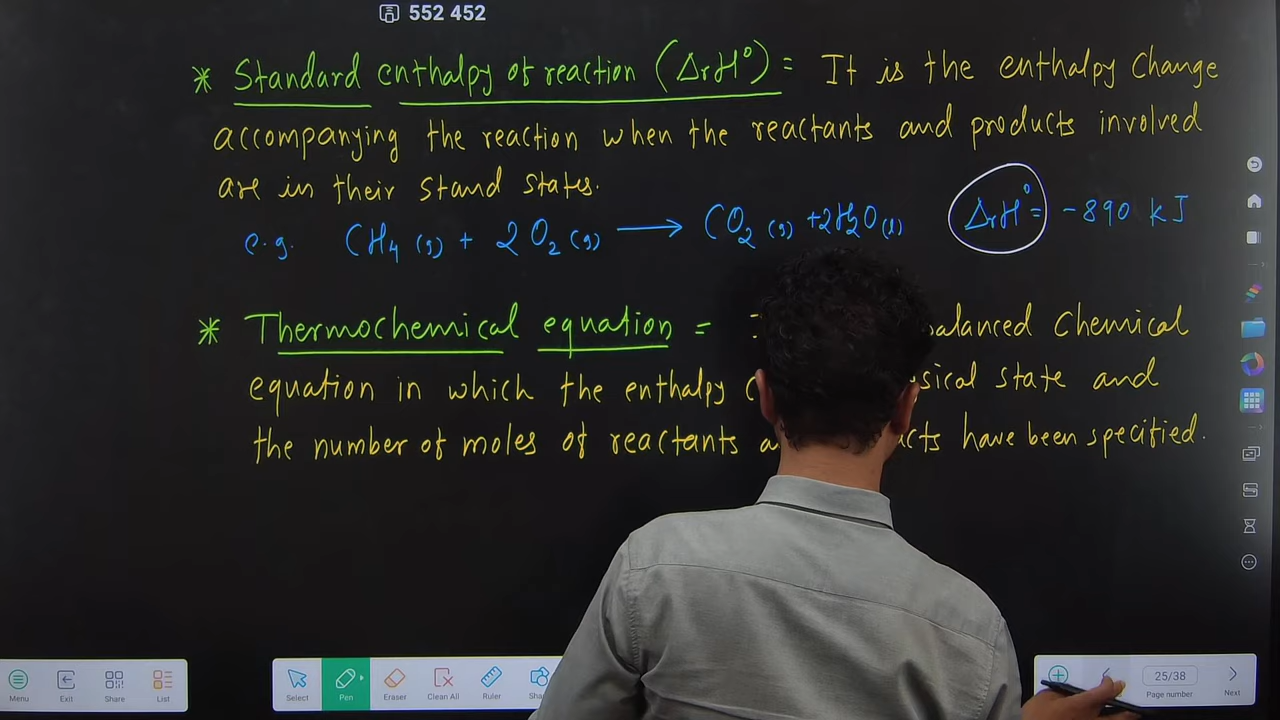 552 452
* Standard enthalpy of reaction (ΔrH°) = It is the enthalpy change
accompanying the reaction when the reactants and products involved
are in their stand states.
e.g. CH4 (g) + 2 O2 (g) ⟶ CO2 (g) + 2H2O (l) ΔrH° = -890 kJ
* Thermochemical equation = balanced Chemical
equation in which the enthalpy state and
the number of moles of reactants have been specified.
Menu Exit Share List Select Pen Eraser Clean All Ruler 25/38 Page number Next